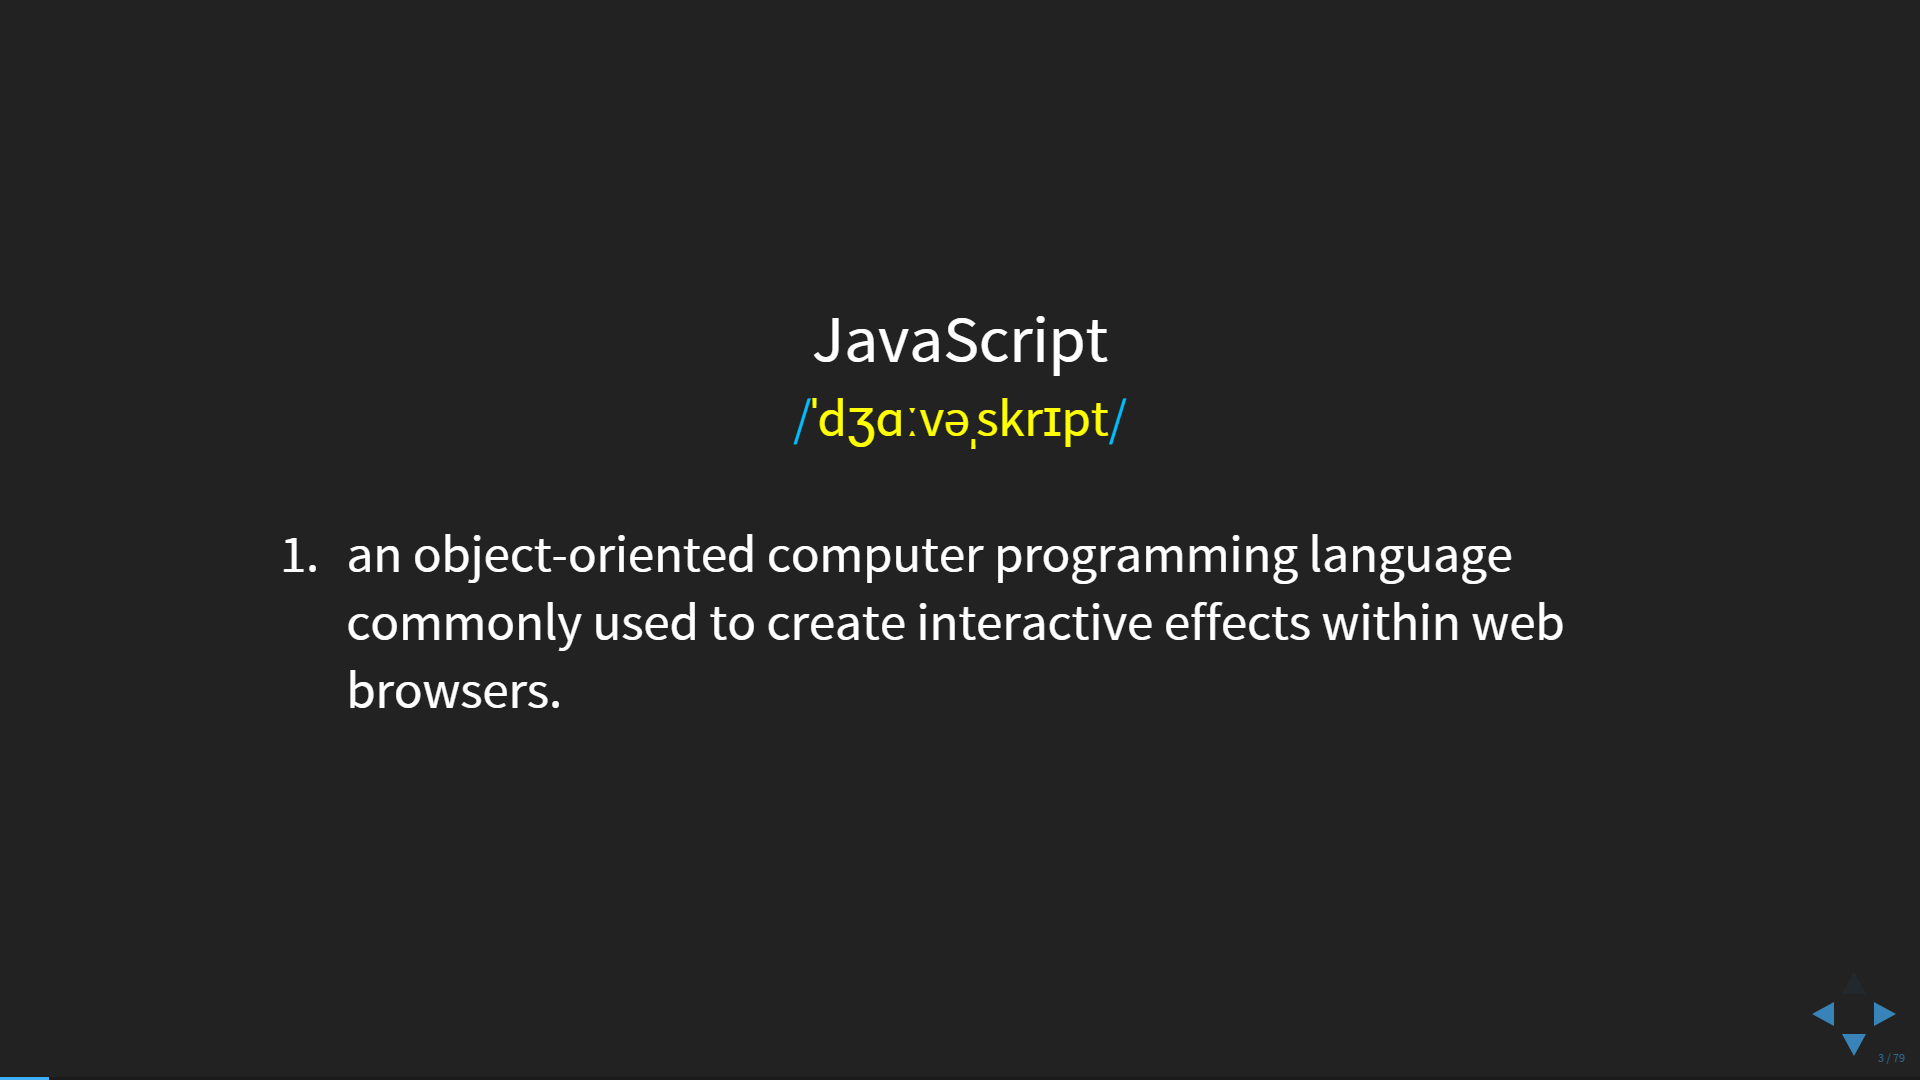 JavaScript
/ˈdʒɑːvəˌskrɪpt/
1. an object-oriented computer programming language
commonly used to create interactive effects within web
browsers.
3 / 79